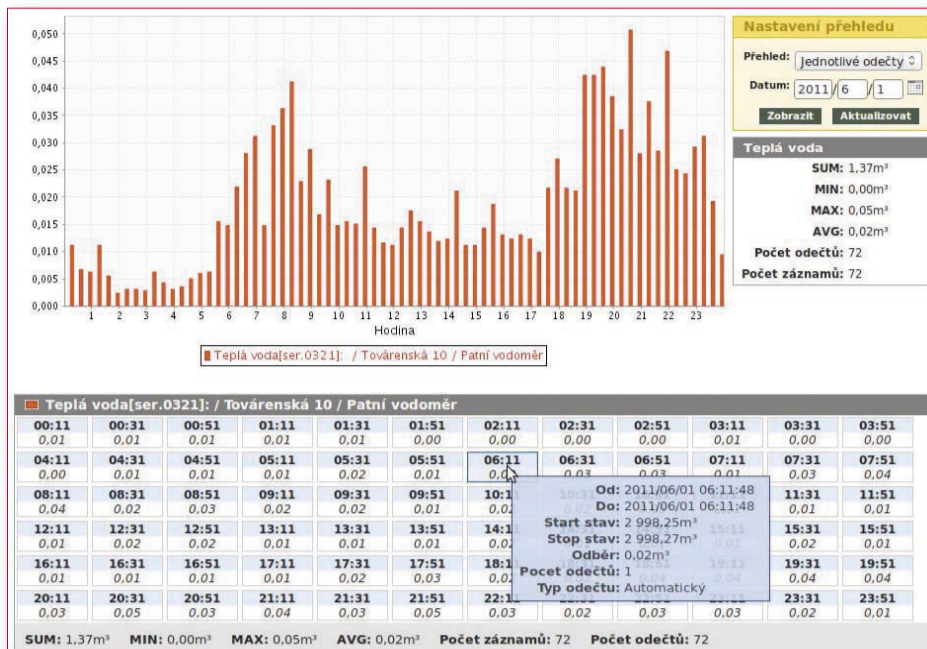 0,050
0,045
0,040
0,035
0,030
0,025
0,020
0,015
0,010
0,005
0,000
1 2 3 4 5 6 7 8 9 10 11 12 13 14 15 16 17 18 19 20 21 22 23
Hodina
Teplá voda[ser.0321]: / Továrenská 10 / Patní vodoměr
Nastavení přehledu
Přehled: Jednotlivé odečty
Datum: 2011 / 6 / 1
Zobrazit Aktualizovat
Teplá voda
SUM: 1,37m³
MIN: 0,00m³
MAX: 0,05m³
AVG: 0,02m³
Počet odečtů: 72
Počet záznamů: 72
Teplá voda[ser.0321]: / Továrenská 10 / Patní vodoměr
00:11 00:31 00:51 01:11 01:31 01:51 02:11 02:31 02:51 03:11 03:31 03:51
0,01 0,01 0,01 0,01 0,01 0,00 0,00 0,00 0,00 0,01 0,00 0,00
04:11 04:31 04:51 05:11 05:31 05:51 06:11 06:31 06:51 07:11 07:31 07:51
0,00 0,01 0,01 0,01 0,02 0,01 0,03 0,03 0,01 0,03 0,04
08:11 08:31 08:51 09:11 09:31 09:51 11:31 11:51
0,04 0,02 0,03 0,02 0,02 0,01 0,02 0,01 0,01
12:11 12:31 12:51 13:11 13:31 13:51 15:31 15:51
0,01 0,02 0,02 0,01 0,01 0,01 0,02 0,02 0,01
16:11 16:31 16:51 17:11 17:31 17:51 19:31 19:51
0,01 0,01 0,01 0,01 0,02 0,03 0,02 0,04 0,04
20:11 20:31 20:51 21:11 21:31 21:51 23:31 23:51
0,03 0,05 0,03 0,04 0,03 0,05 0,03 0,02 0,03 0,03 0,02 0,01
Od: 2011/06/01 06:11:48
Do: 2011/06/01 06:11:48
Start stav: 2 998,25m³
Stop stav: 2 998,27m³
Odběr: 0,02m³
Pocet odečtů: 1
Typ odečtu: Automatický
SUM: 1,37m³ MIN: 0,00m³ MAX: 0,05m³ AVG: 0,02m³ Počet záznamů: 72 Počet odečtů: 72